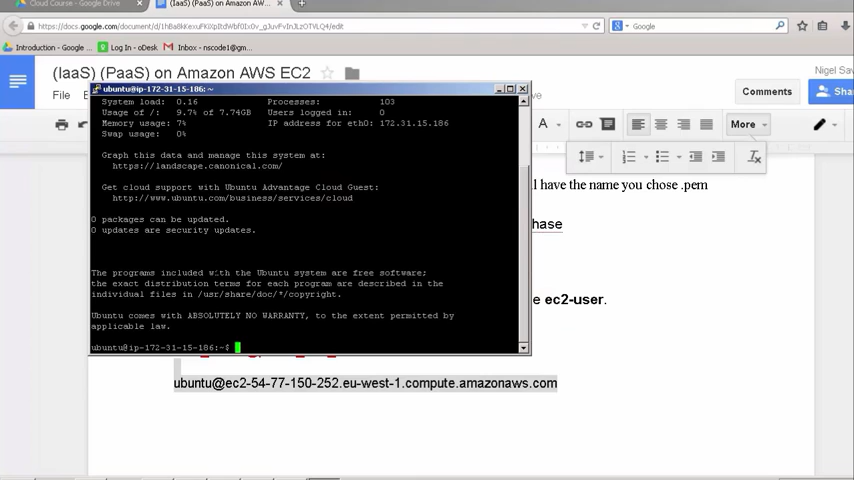 Cloud Course - Google Drive
(IaaS) (PaaS) on Amazon AWS EC2
Google
Introduction - Google ...
Log In - oDesk
Inbox - nscode1@gm...
(IaaS) (PaaS) on Amazon AWS EC2
Nigel Sav
File
Comments
Sha
ubuntu@ip-172-31-15-186: ~
More
System load: 0.16 Processes: 103
Usage of /: 9.7% of 7.74GB Users logged in: 0
Memory usage: 7% IP address for eth0: 172.31.15.186
Swap usage: 0%
Graph this data and manage this system at:
https://landscape.canonical.com/
Get cloud support with Ubuntu Advantage Cloud Guest:
http://www.ubuntu.com/business/services/cloud
0 packages can be updated.
0 updates are security updates.
The programs included with the Ubuntu system are free software;
the exact distribution terms for each program are described in the
individual files in /usr/share/doc/*/copyright.
Ubuntu comes with ABSOLUTELY NO WARRANTY, to the extent permitted by
applicable law.
ubuntu@ip-172-31-15-186:~$
l have the name you chose .pem
hase
e ec2-user.
ubuntu@ec2-54-77-150-252.eu-west-1.compute.amazonaws.com